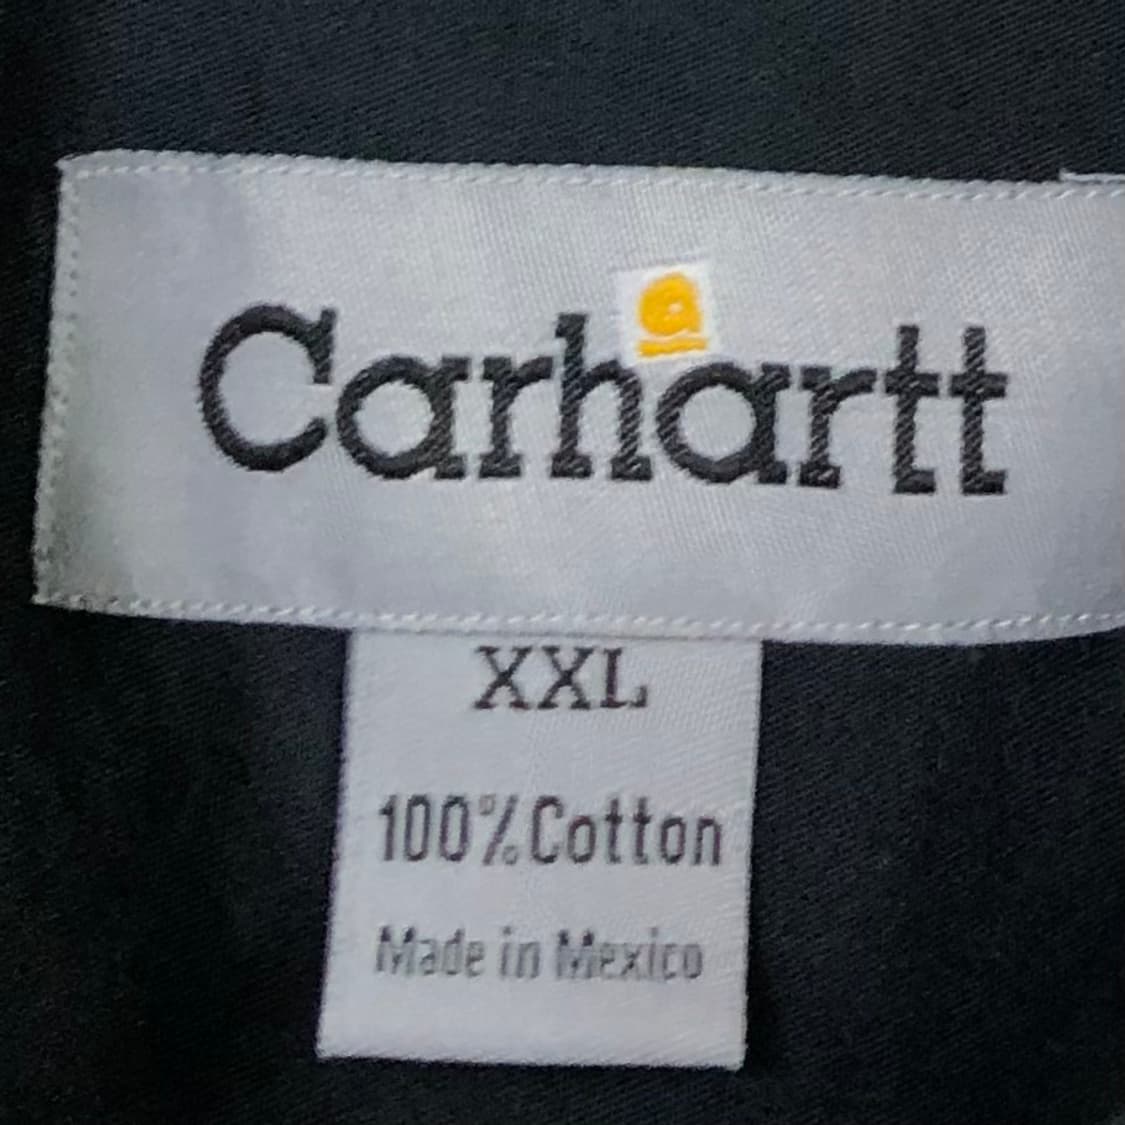 Carhartt
XXL
100% Cotton
Made in Mexico